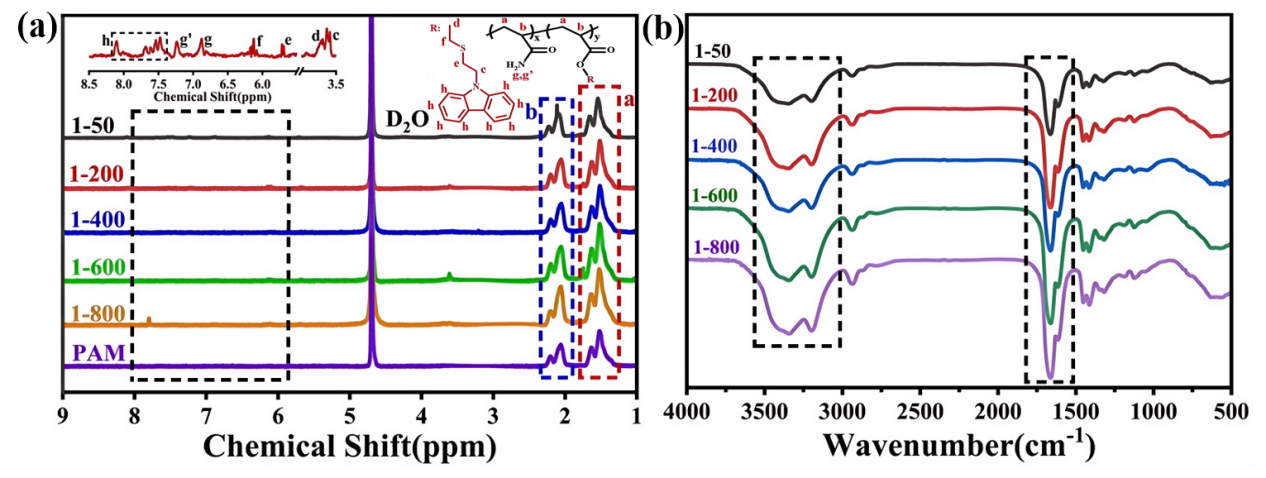 (a)
h
g'
g
f
e
d
c
8.5 8.0 7.5 7.0 6.5 6.0 3.5
Chemical Shift(ppm)
R:
d
f
S
e
c
N
h h
h h
h h h h
a b a b
x y
O O
H₂N O
g,g' R
D₂O
b
a
1-50
1-200
1-400
1-600
1-800
PAM
9 8 7 6 5 4 3 2 1
Chemical Shift(ppm)
(b)
1-50
1-200
1-400
1-600
1-800
4000 3500 3000 2500 2000 1500 1000 500
Wavenumber(cm⁻¹)